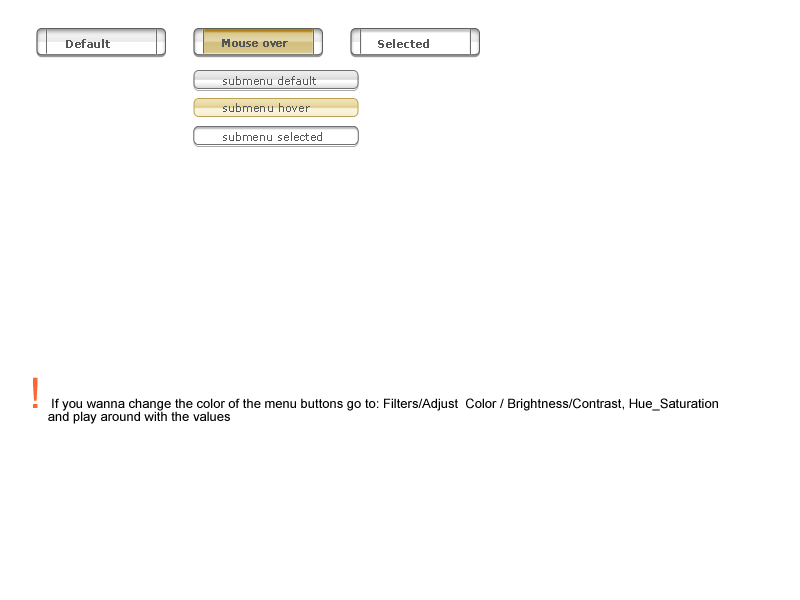 Default
Mouse over
Selected
submenu default
submenu hover
submenu selected
! If you wanna change the color of the menu buttons go to: Filters/Adjust  Color / Brightness/Contrast, Hue_Saturation
and play around with the values